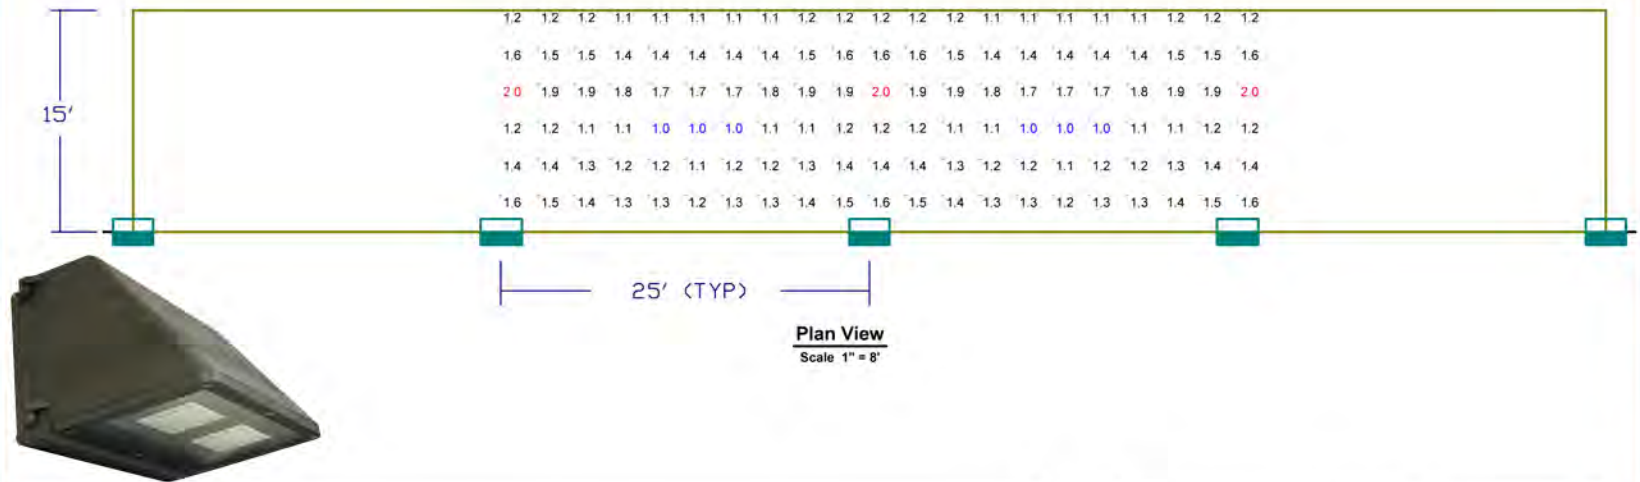 1.2 1.2 1.2 1.1 1.1 1.1 1.1 1.1 1.2 1.2 1.2 1.2 1.2 1.1 1.1 1.1 1.1 1.1 1.2 1.2 1.2
1.6 1.5 1.5 1.4 1.4 1.4 1.4 1.4 1.5 1.6 1.6 1.6 1.5 1.4 1.4 1.4 1.4 1.4 1.5 1.5 1.6
2.0 1.9 1.9 1.8 1.7 1.7 1.7 1.8 1.9 1.9 2.0 1.9 1.9 1.8 1.7 1.7 1.7 1.8 1.9 1.9 2.0
15'
1.2 1.2 1.1 1.1 1.0 1.0 1.0 1.1 1.1 1.2 1.2 1.2 1.1 1.1 1.0 1.0 1.0 1.1 1.1 1.2 1.2
1.4 1.4 1.3 1.2 1.2 1.1 1.2 1.2 1.3 1.4 1.4 1.4 1.3 1.2 1.2 1.1 1.2 1.2 1.3 1.4 1.4
1.6 1.5 1.4 1.3 1.3 1.2 1.3 1.3 1.4 1.5 1.6 1.5 1.4 1.3 1.3 1.2 1.3 1.3 1.4 1.5 1.6
25' (TYP)
Plan View
Scale 1" = 8'